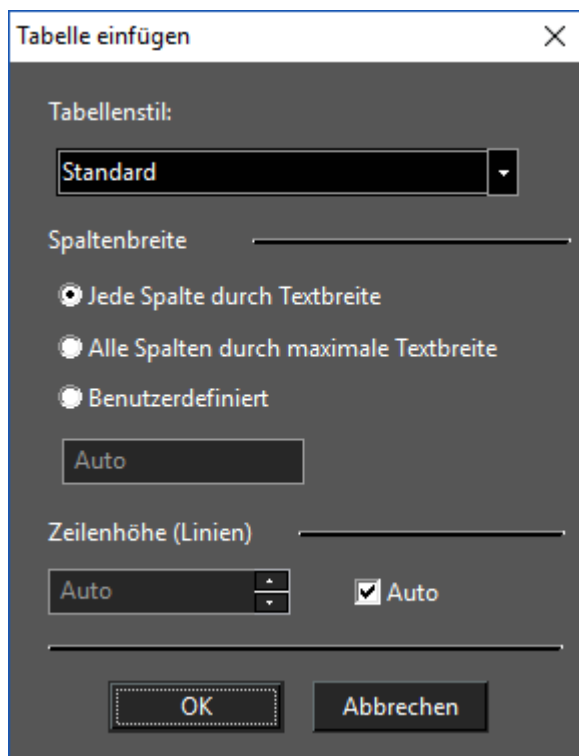 Tabelle einfügen
Tabellenstil:
Standard
Spaltenbreite
Jede Spalte durch Textbreite
Alle Spalten durch maximale Textbreite
Benutzerdefiniert
Auto
Zeilenhöhe (Linien)
Auto
Auto
OK
Abbrechen